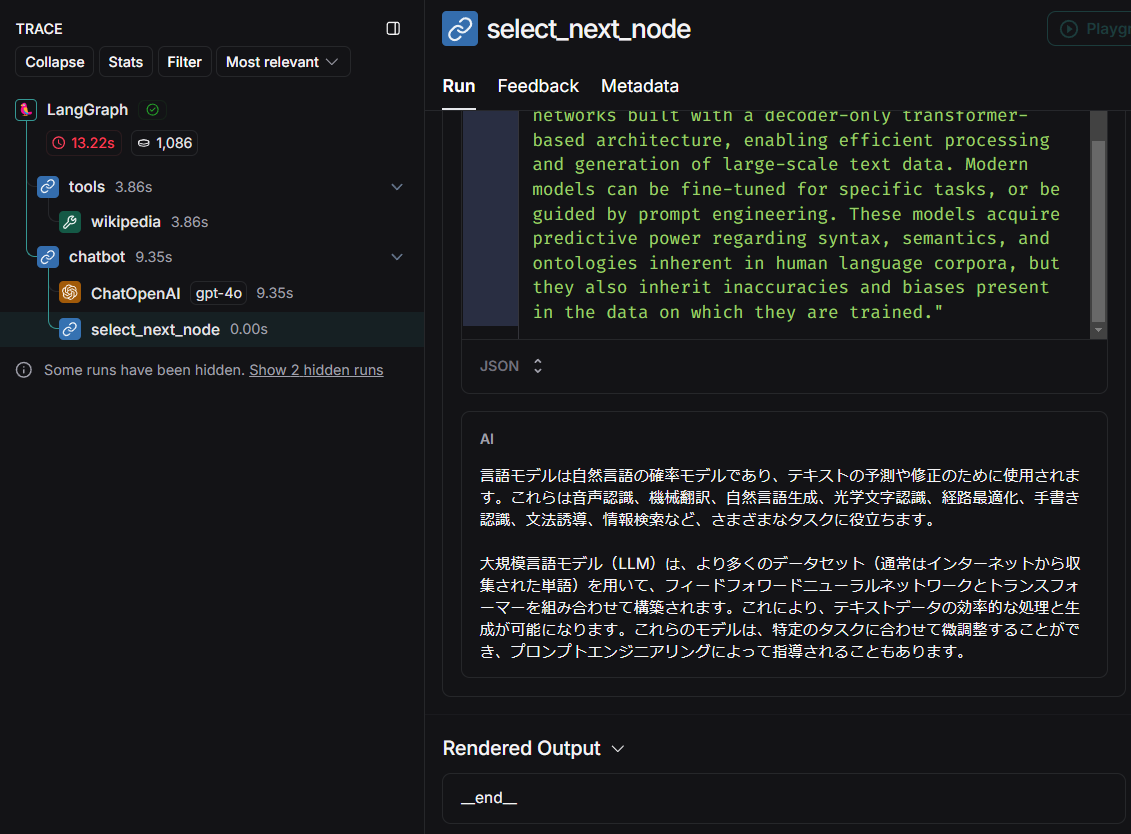 TRACE
Collapse
Stats
Filter
Most relevant
LangGraph
13.22s
1,086
tools 3.86s
wikipedia 3.86s
chatbot 9.35s
ChatOpenAI gpt-4o 9.35s
select_next_node 0.00s
Some runs have been hidden. Show 2 hidden runs
select_next_node
Run
Feedback
Metadata
networks built with a decoder-only transformer-
based architecture, enabling efficient processing
and generation of large-scale text data. Modern
models can be fine-tuned for specific tasks, or be
guided by prompt engineering. These models acquire
predictive power regarding syntax, semantics, and
ontologies inherent in human language corpora, but
they also inherit inaccuracies and biases present
in the data on which they are trained."
JSON
AI
言語モデルは自然言語の確率モデルであり、テキストの予測や修正のために使用されま
す。これらは音声認識、機械翻訳、自然言語生成、光学文字認識、経路最適化、手書き
認識、文法誘導、情報検索など、さまざまなタスクに役立ちます。
大規模言語モデル（LLM）は、より多くのデータセット（通常はインターネットから収
集された単語）を用いて、フィードフォワードニューラルネットワークとトランスフォ
ーマーを組み合わせて構築されます。これにより、テキストデータの効率的な処理と生
成が可能になります。これらのモデルは、特定のタスクに合わせて微調整することがで
き、プロンプトエンジニアリングによって指導されることもあります。
Rendered Output
__end__